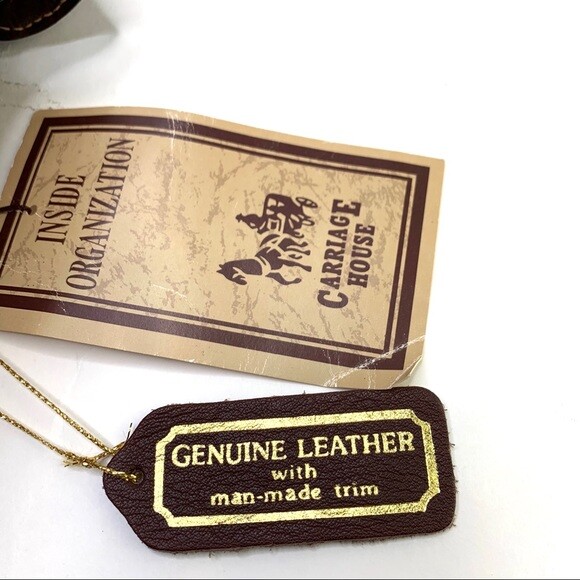 INSIDE
ORGANIZATION
CARRIAGE
HOUSE
GENUINE LEATHER
with
man-made trim